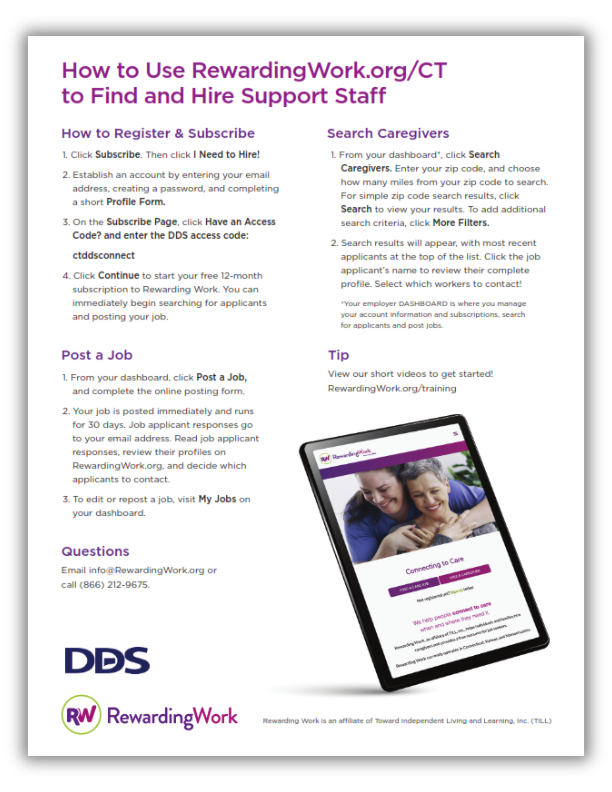 How to Use RewardingWork.org/CT
to Find and Hire Support Staff
How to Register & Subscribe
1. Click Subscribe. Then click I Need to Hire!
2. Establish an account by entering your email
address, creating a password, and completing
a short Profile Form.
3. On the Subscribe Page, click Have an Access
Code? and enter the DDS access code:
ctddsconnect
4. Click Continue to start your free 12-month
subscription to Rewarding Work. You can
immediately begin searching for applicants
and posting your job.
Search Caregivers
1. From your dashboard*, click Search
Caregivers. Enter your zip code, and choose
how many miles from your zip code to search.
For simple zip code search results, click
Search to view your results. To add additional
search criteria, click More Filters.
2. Search results will appear, with most recent
applicants at the top of the list. Click the job
applicant's name to review their complete
profile. Select which workers to contact!
*Your employer DASHBOARD is where you manage
your account information and subscriptions, search
for applicants and post jobs.
Post a Job
1. From your dashboard, click Post a Job,
and complete the online posting form.
2. Your job is posted immediately and runs
for 30 days. Job applicant responses go
to your email address. Read job applicant
responses, review their profiles on
RewardingWork.org, and decide which
applicants to contact.
3. To edit or repost a job, visit My Jobs on
your dashboard.
Tip
View our short videos to get started!
RewardingWork.org/training
Questions
Email info@RewardingWork.org or
call (866) 212-9675.
RW RewardingWork
Connecting to Care
We help people connect to care
when and where they need it
DDS
RW RewardingWork
Rewarding Work is an affiliate of Toward Independent Living and Learning, Inc. (TILL)